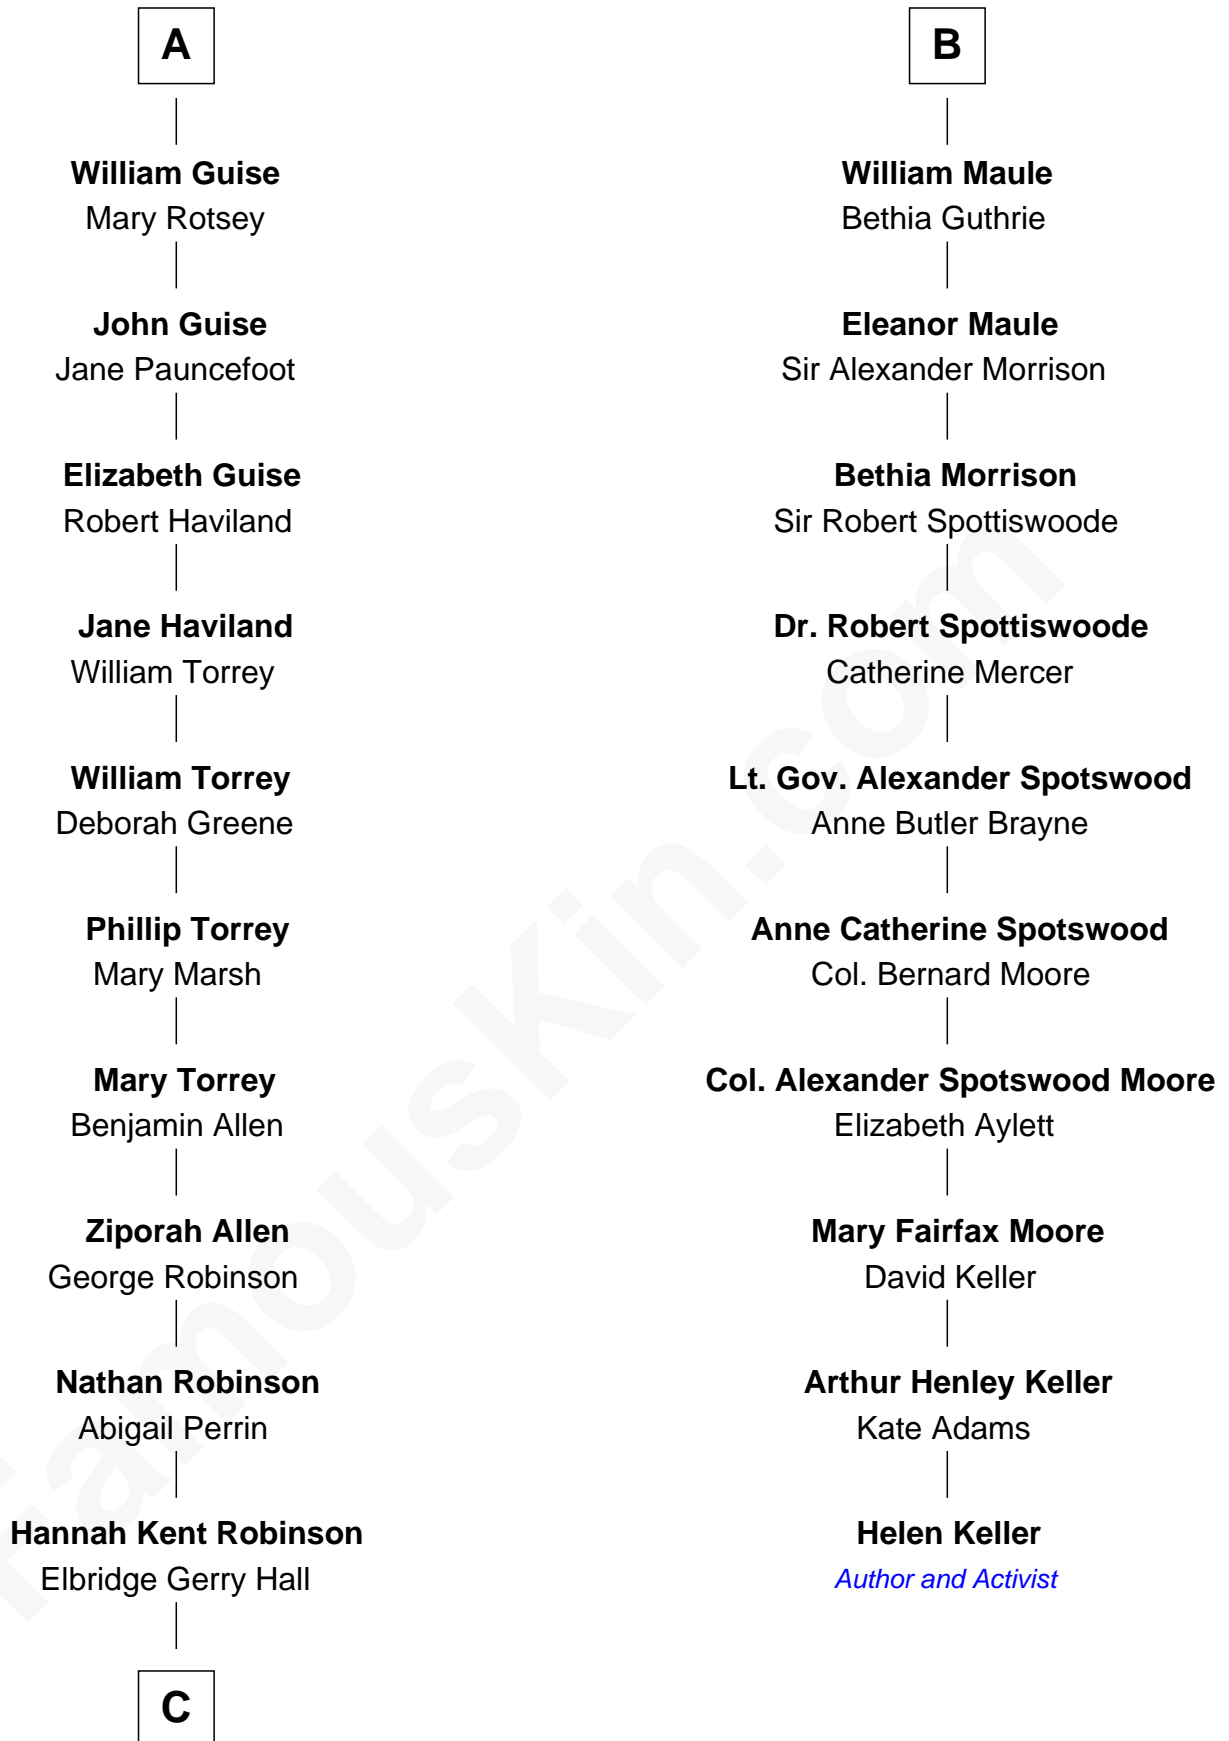 A
William Guise
Mary Rotsey
John Guise
Jane Pauncefoot
Elizabeth Guise
Robert Haviland
Jane Haviland
William Torrey
William Torrey
Deborah Greene
Phillip Torrey
Mary Marsh
Mary Torrey
Benjamin Allen
Ziporah Allen
George Robinson
Nathan Robinson
Abigail Perrin
Hannah Kent Robinson
Elbridge Gerry Hall
C
B
William Maule
Bethia Guthrie
Eleanor Maule
Sir Alexander Morrison
Bethia Morrison
Sir Robert Spottiswoode
Dr. Robert Spottiswoode
Catherine Mercer
Lt. Gov. Alexander Spotswood
Anne Butler Brayne
Anne Catherine Spotswood
Col. Bernard Moore
Col. Alexander Spotswood Moore
Elizabeth Aylett
Mary Fairfax Moore
David Keller
Arthur Henley Keller
Kate Adams
Helen Keller
Author and Activist
famouskin.com